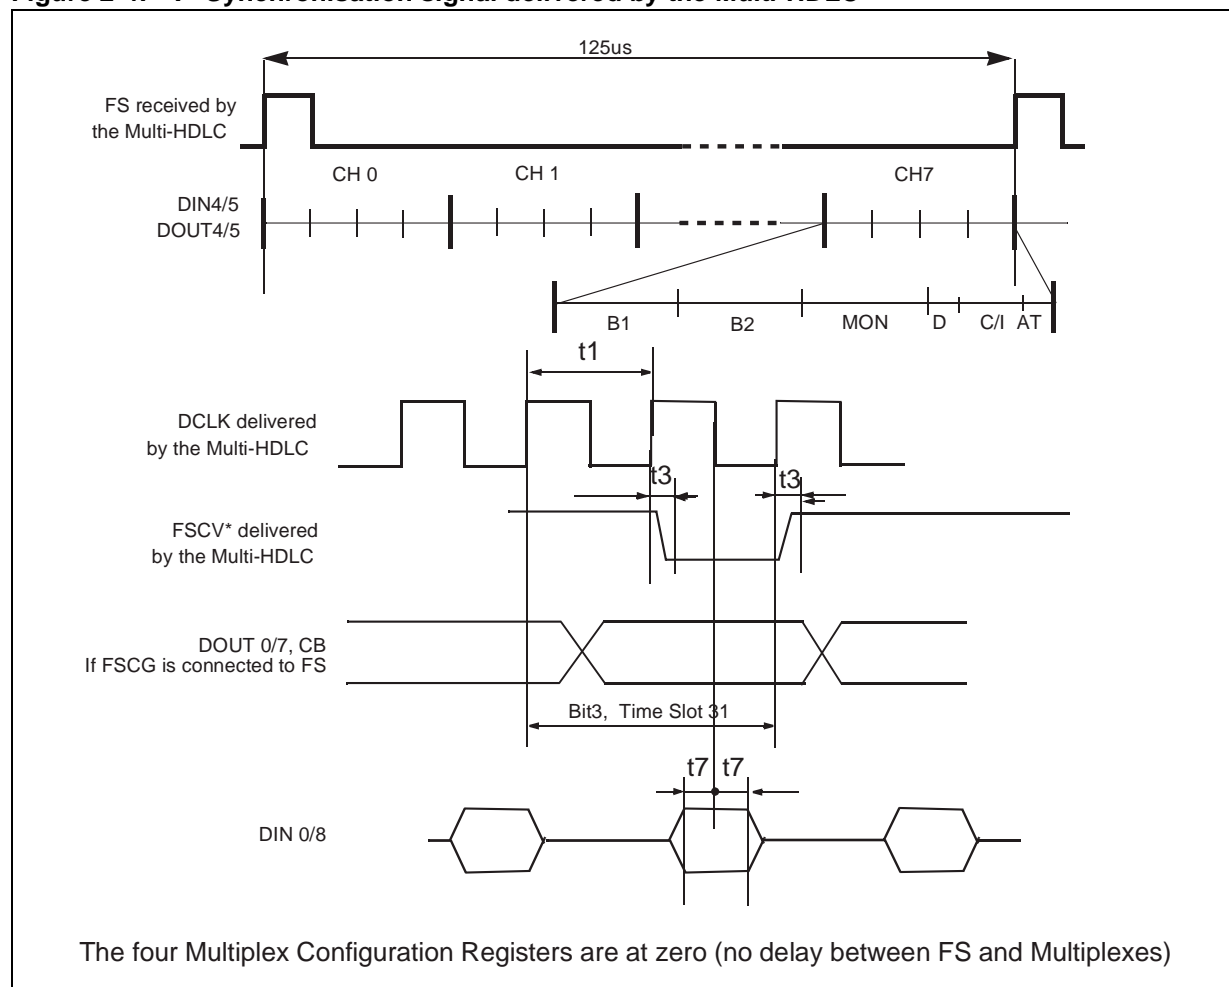 125us
FS received by
the Multi-HDLC
CH 0
CH 1
CH7
DIN4/5
DOUT4/5
B1
B2
MON
D
C/I
AT
t1
DCLK delivered
by the Multi-HDLC
t3
t3
FSCV* delivered
by the Multi-HDLC
DOUT 0/7, CB
If FSCG is connected to FS
Bit3, Time Slot 31
t7
t7
DIN 0/8
The four Multiplex Configuration Registers are at zero (no delay between FS and Multiplexes)